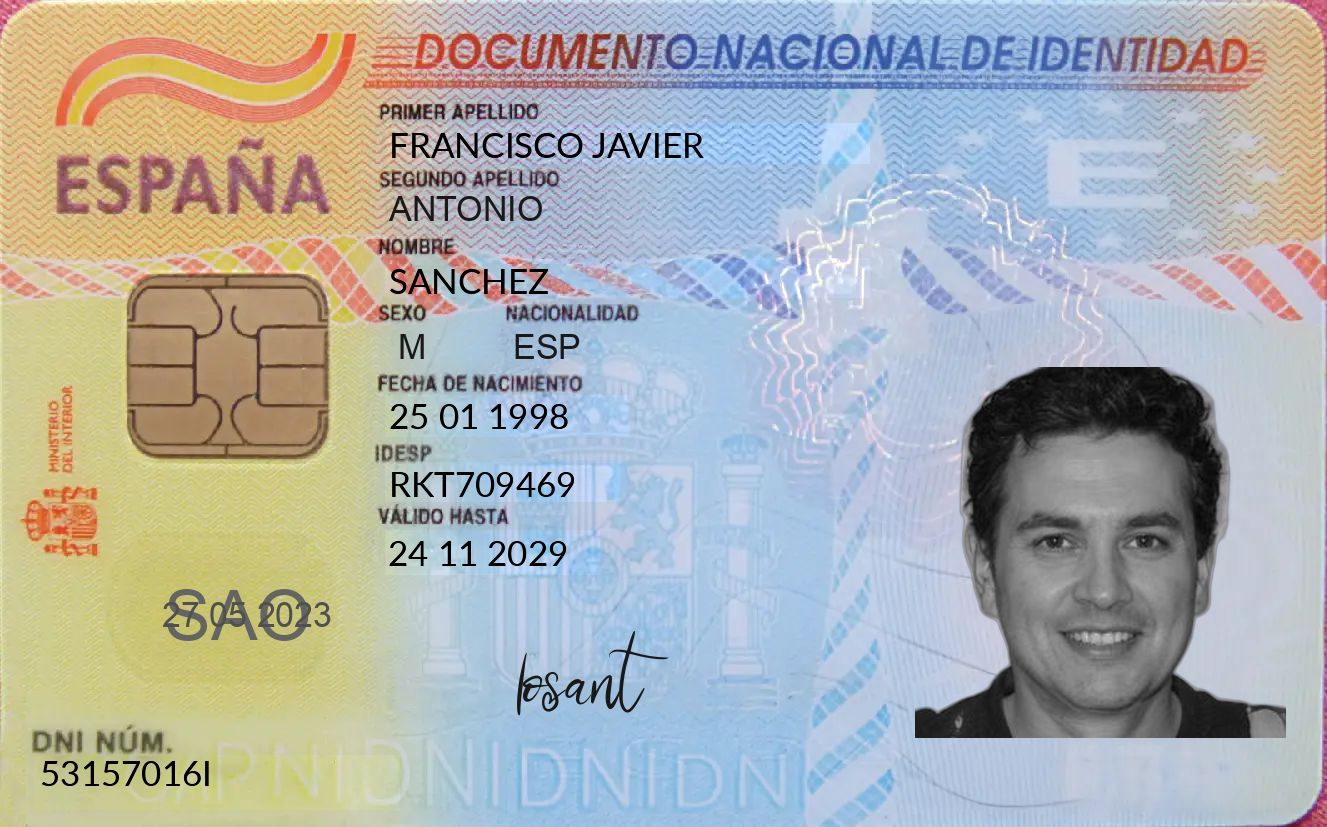 DOCUMENTO NACIONAL DE IDENTIDAD
ESPAÑA
PRIMER APELLIDO
FRANCISCO JAVIER
SEGUNDO APELLIDO
ANTONIO
NOMBRE
SANCHEZ
SEXO NACIONALIDAD
M ESP
FECHA DE NACIMIENTO
25 01 1998
IDESP
RKT709469
VÁLIDO HASTA
24 11 2029
MINISTERIO
DEL INTERIOR
SAO
27 05 2023
losant
DNI NÚM.
53157016I
PNIDNIDNIDNI
E